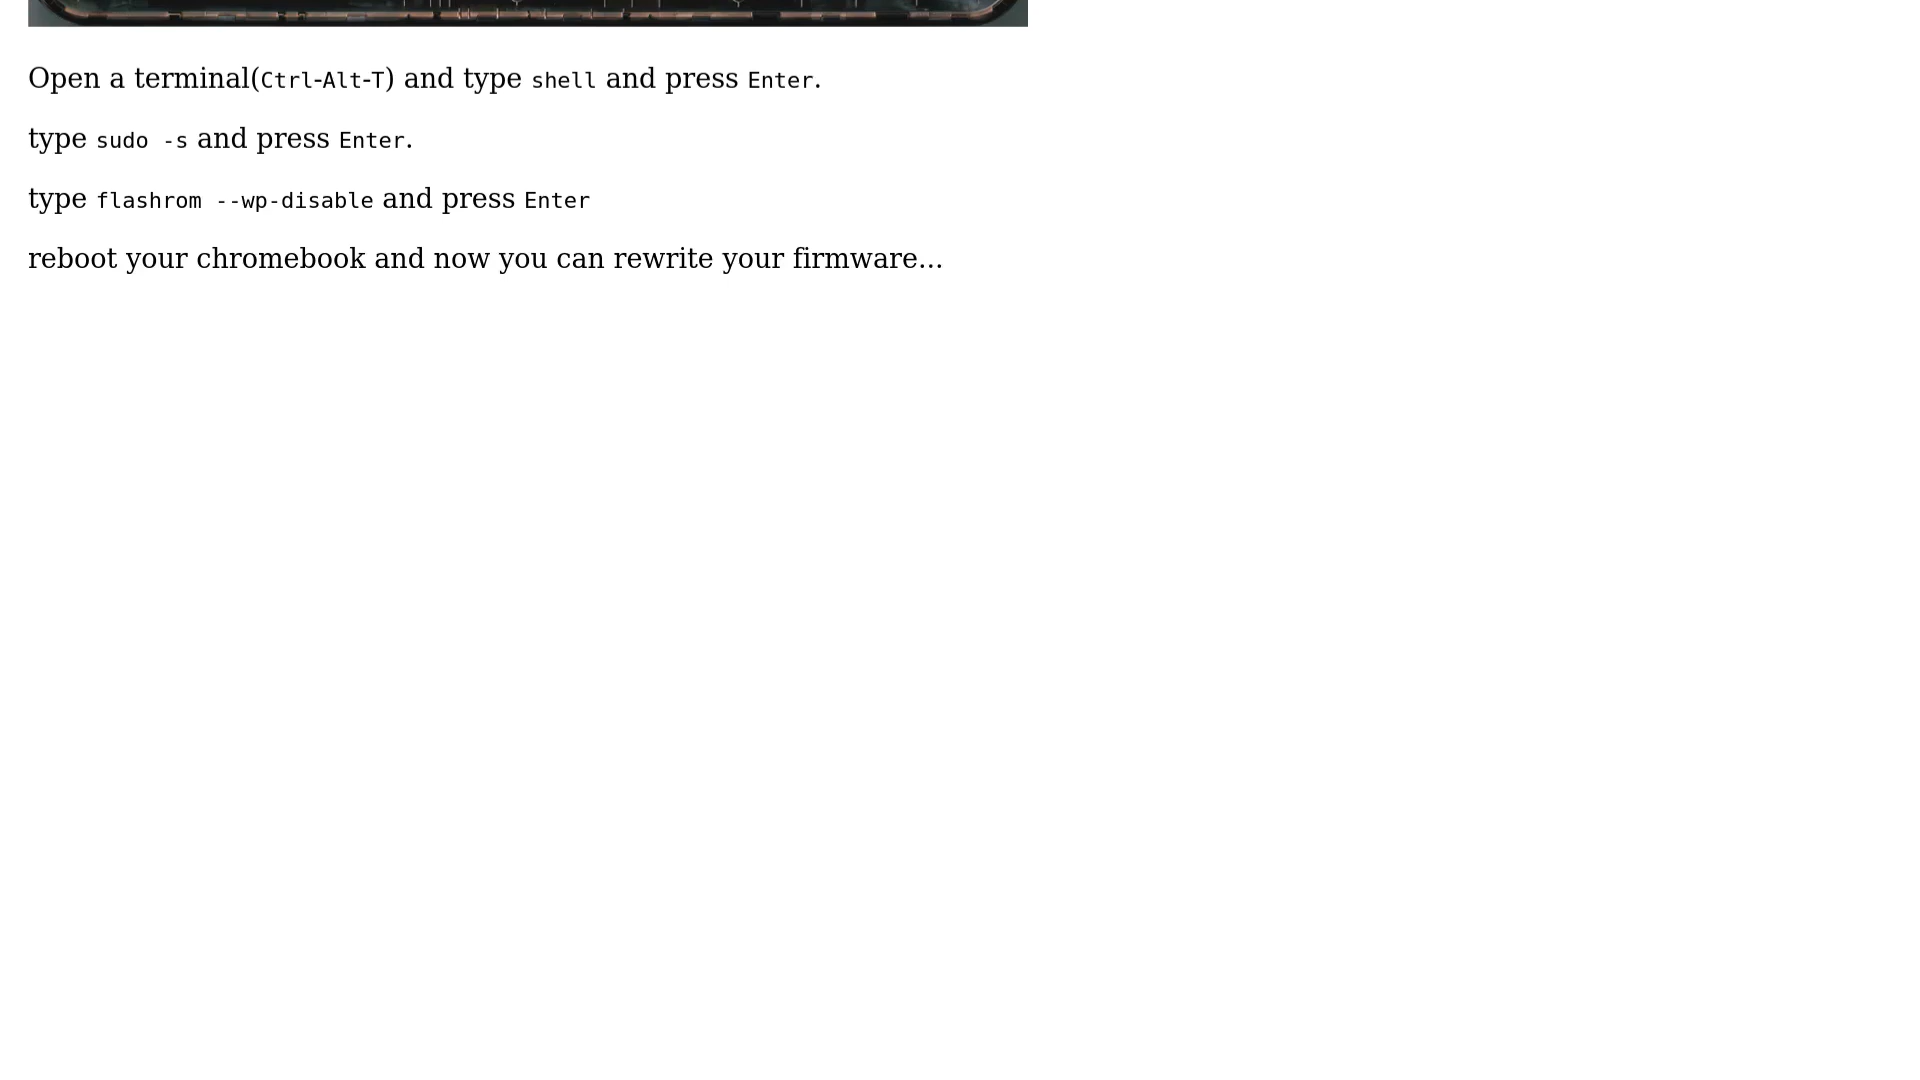 Open a terminal(Ctrl-Alt-T) and type shell and press Enter.
type sudo -s and press Enter.
type flashrom --wp-disable and press Enter
reboot your chromebook and now you can rewrite your firmware...